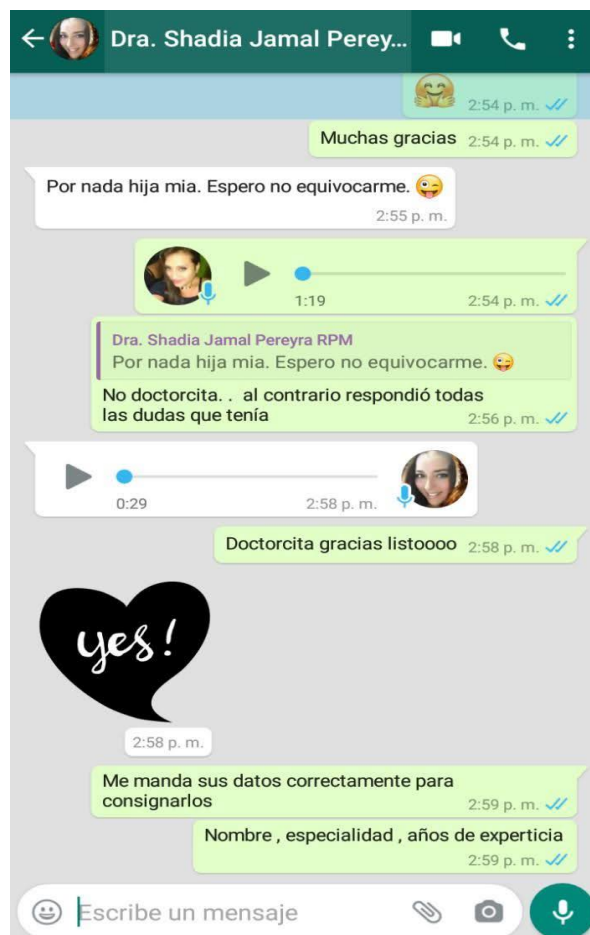 Dra. Shadia Jamal Perey...
2:54 p. m.
Muchas gracias 2:54 p. m.
Por nada hija mia. Espero no equivocarme. 😜
2:55 p. m.
1:19 2:54 p. m.
Dra. Shadia Jamal Pereyra RPM
Por nada hija mia. Espero no equivocarme. 😜
No doctorcita. . al contrario respondió todas
las dudas que tenía 2:56 p. m.
0:29 2:58 p. m.
Doctorcita gracias listoooo 2:58 p. m.
yes!
2:58 p. m.
Me manda sus datos correctamente para
consignarlos 2:59 p. m.
Nombre , especialidad , años de experticia
2:59 p. m.
Escribe un mensaje